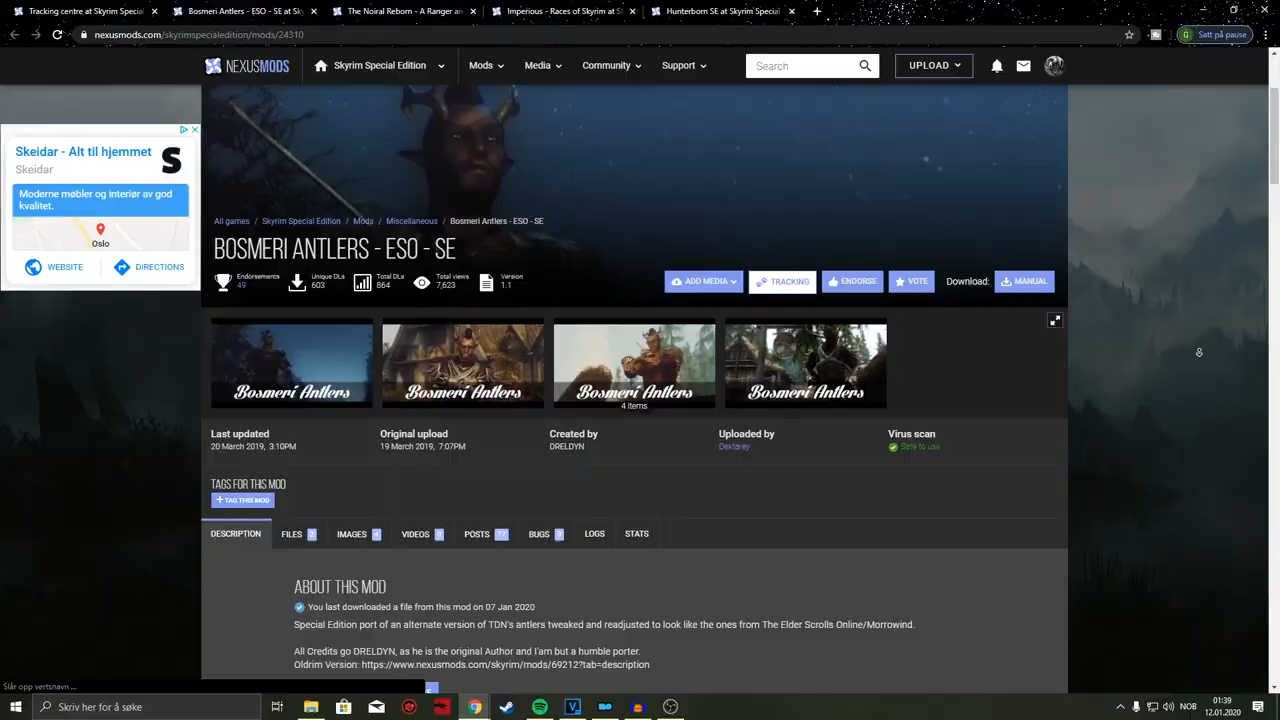 Tracking centre at Skyrim Special
Bosmeri Antlers at ESO - SE at Sky
The Noiral Reborn - A Ranger an
Imperious - Races of Skyrim at S
Hunterborn SE at Skyrim Special
nexusmods.com/skyrimspecialedition/mods/24310
G Satt på pause
NEXUSMODS
Skyrim Special Edition
Mods
Media
Community
Support
Search
UPLOAD
Skeidar - Alt til hjemmet
Skeidar
S
Moderne møbler og interiør av god
kvalitet.
Oslo
WEBSITE
DIRECTIONS
All games / Skyrim Special Edition / Mods / Miscellaneous / Bosmeri Antlers - ESO - SE
BOSMERI ANTLERS - ESO - SE
Endorsements
49
Unique DLs
603
Total DLs
864
Total views
7,623
Version
1.1
ADD MEDIA
TRACKING
ENDORSE
VOTE
Download:
MANUAL
Bosmeri Antlers
Bosmeri Antlers
Bosmeri Antlers
Bosmeri Antlers
4 items
Last updated
20 March 2019, 3:10PM
Original upload
19 March 2019, 7:07PM
Created by
DRELDYN
Uploaded by
Dektarey
Virus scan
Safe to use
TAGS FOR THIS MOD
+ TAG THIS MOD
DESCRIPTION
FILES 2
IMAGES 4
VIDEOS 0
POSTS 17
BUGS 0
LOGS
STATS
ABOUT THIS MOD
You last downloaded a file from this mod on 07 Jan 2020
Special Edition port of an alternate version of TDN's antlers tweaked and readjusted to look like the ones from The Elder Scrolls Online/Morrowind.
All Credits go DRELDYN, as he is the original Author and I'am but a humble porter.
Oldrim Version: https://www.nexusmods.com/skyrim/mods/69212?tab=description
Slår opp vertsnavn ...
Skriv her for å søke
NOB
01:39
12.01.2020